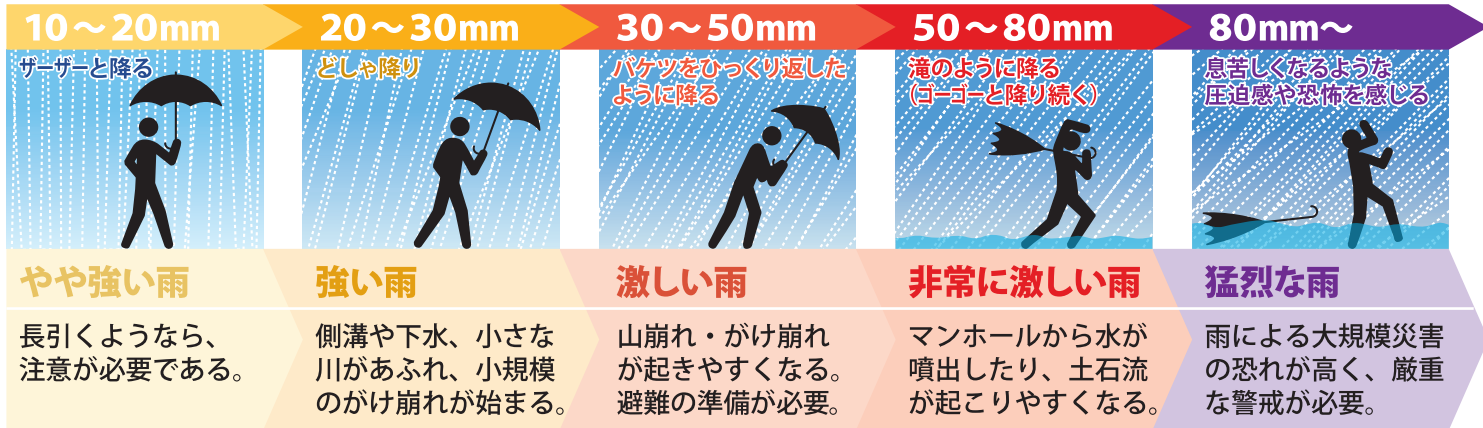 10～20mm
ザーザーと降る
やや強い雨
長引くようなら、
注意が必要である。
20～30mm
どしゃ降り
強い雨
側溝や下水、小さな
川があふれ、小規模
のがけ崩れが始まる。
30～50mm
バケツをひっくり返した
ように降る
激しい雨
山崩れ・がけ崩れ
が起きやすくなる。
避難の準備が必要。
50～80mm
滝のように降る
（ゴーゴーと降り続く）
非常に激しい雨
マンホールから水が
噴出したり、土石流
が起こりやすくなる。
80mm～
息苦しくなるような
圧迫感や恐怖を感じる
猛烈な雨
雨による大規模災害
の恐れが高く、厳重
な警戒が必要。